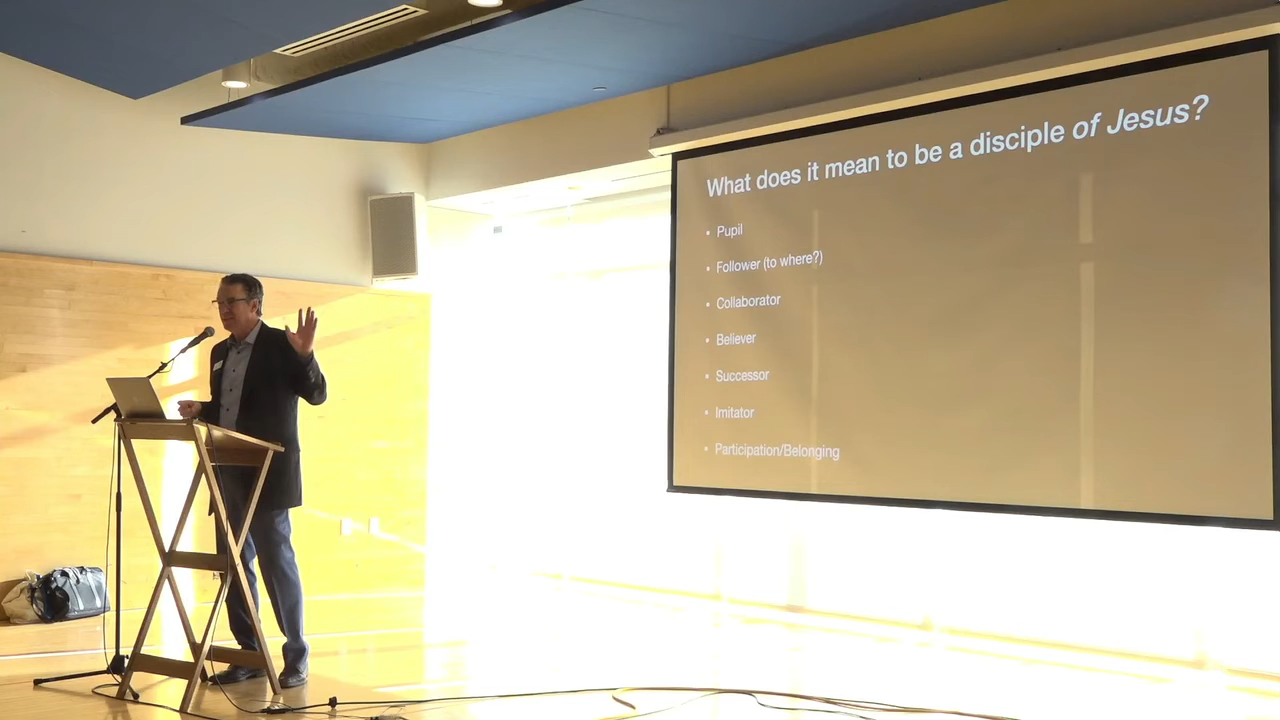 What does it mean to be a disciple of Jesus?
• Pupil
• Follower (to where?)
• Collaborator
• Believer
• Successor
• Imitator
• Participation/Belonging